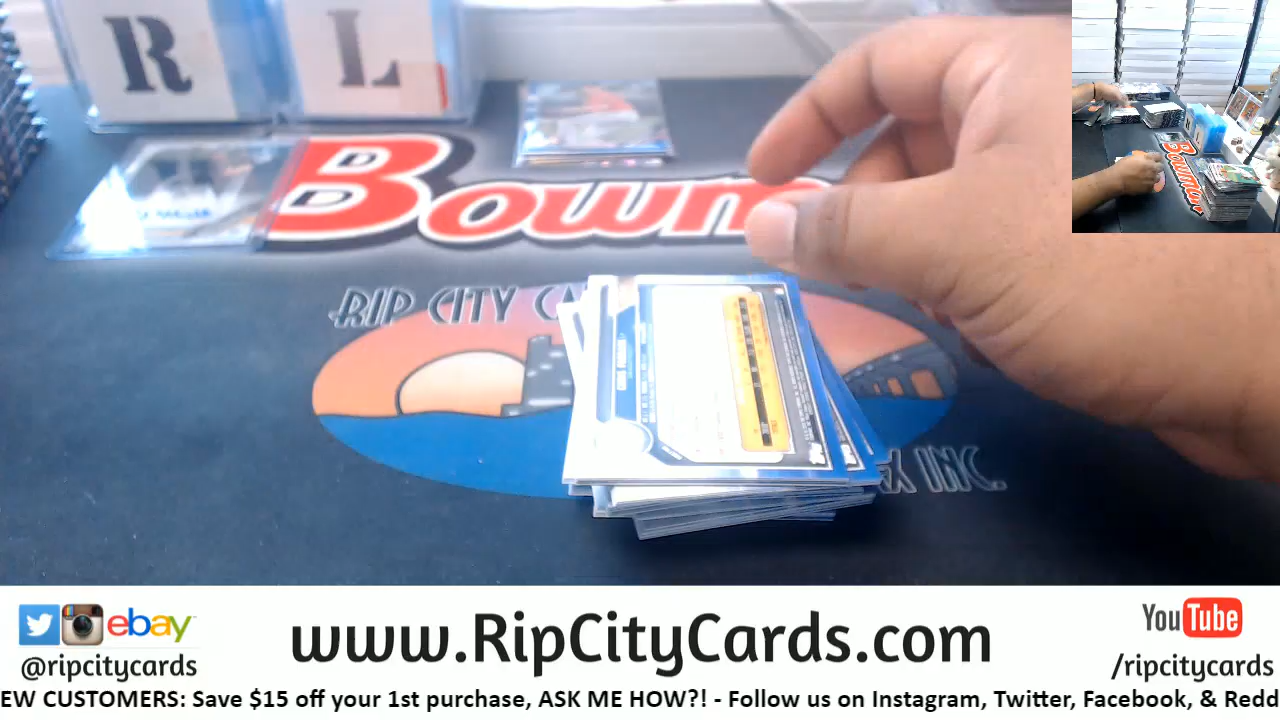 R L
Bowm
RIP CITY CA
INC.
ebay
@ripcitycards
www.RipCityCards.com
YouTube
/ripcitycards
EW CUSTOMERS: Save $15 off your 1st purchase, ASK ME HOW?! - Follow us on Instagram, Twitter, Facebook, & Redd